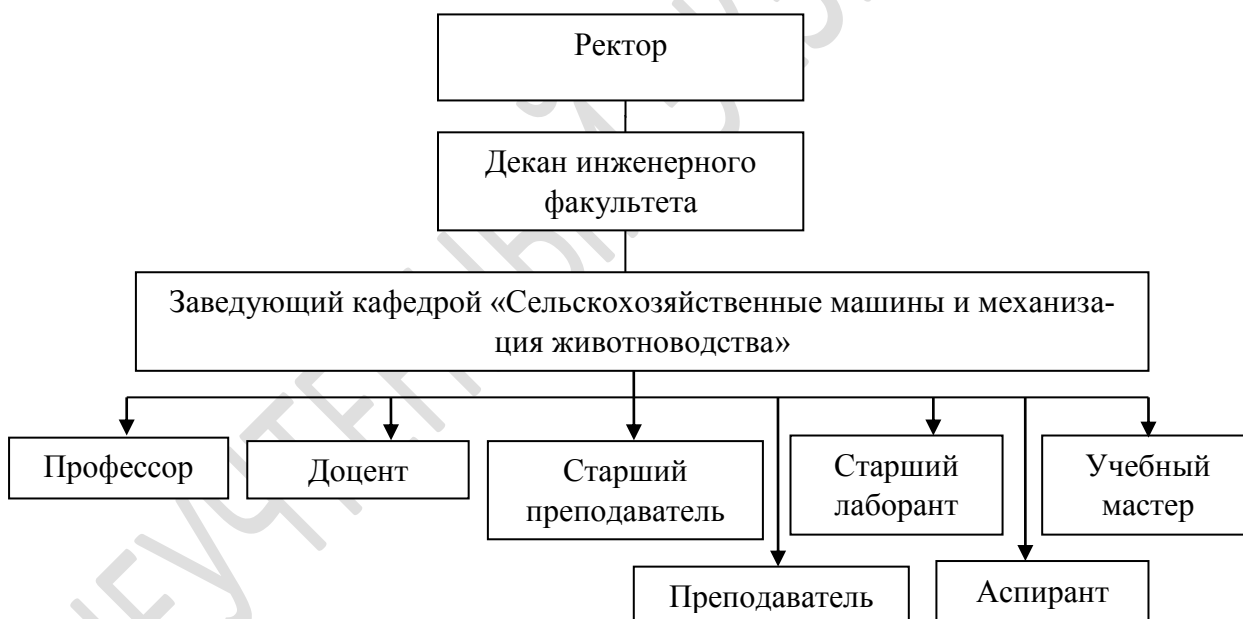 Ректор
Декан инженерного
факультета
Заведующий кафедрой «Сельскохозяйственные машины и механиза-
ция животноводства»
Профессор
Доцент
Старший
преподаватель
Старший
лаборант
Учебный
мастер
Преподаватель
Аспирант